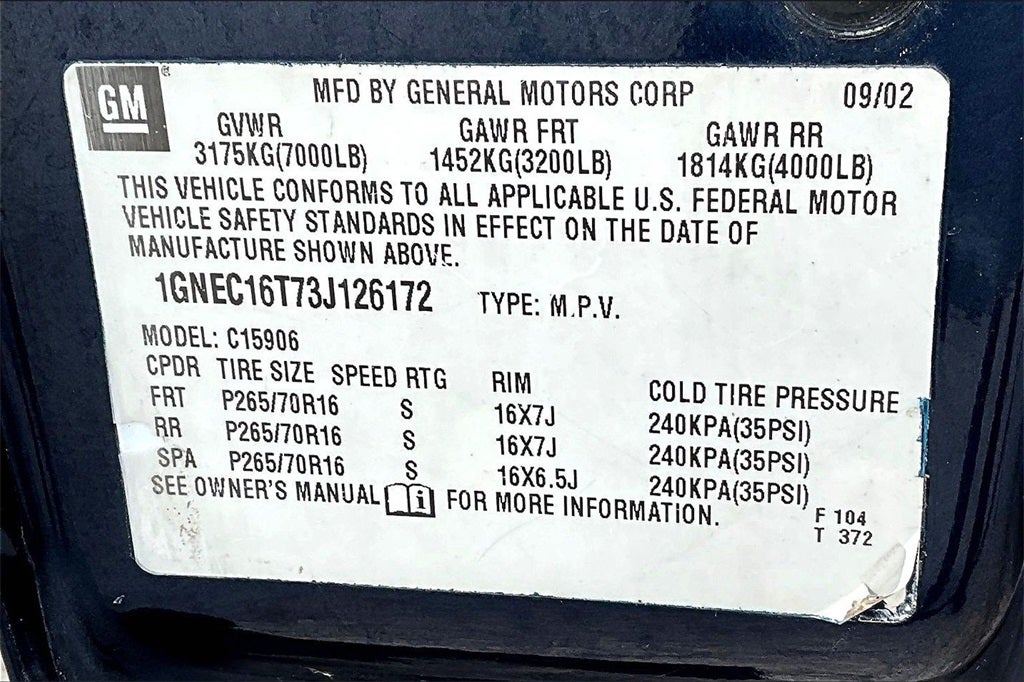 GM
MFD BY GENERAL MOTORS CORP 09/02
GVWR GAWR FRT GAWR RR
3175KG(7000LB) 1452KG(3200LB) 1814KG(4000LB)
THIS VEHICLE CONFORMS TO ALL APPLICABLE U.S. FEDERAL MOTOR
VEHICLE SAFETY STANDARDS IN EFFECT ON THE DATE OF
MANUFACTURE SHOWN ABOVE.
1GNEC16T73J126172 TYPE: M.P.V.
MODEL: C15906
CPDR TIRE SIZE SPEED RTG RIM COLD TIRE PRESSURE
FRT P265/70R16 S 16X7J 240KPA(35PSI)
RR P265/70R16 S 16X7J 240KPA(35PSI)
SPA P265/70R16 S 16X6.5J 240KPA(35PSI)
SEE OWNER'S MANUAL i FOR MORE INFORMATION.
F 104
T 372